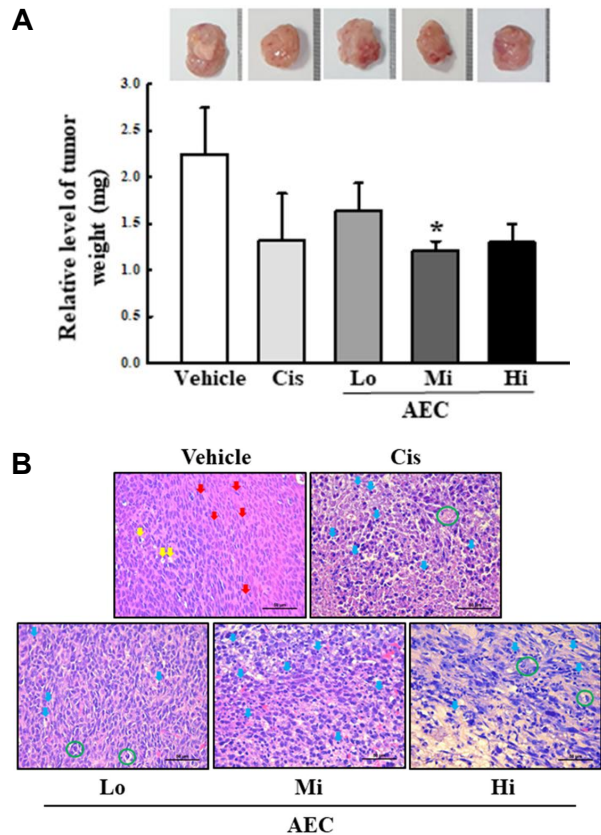 A
Relative level of tumor
weight (mg)
3.0
2.5
2.0
1.5
1.0
0.5
0.0
*
Vehicle Cis Lo Mi Hi
AEC
B
Vehicle Cis
Lo Mi Hi
AEC